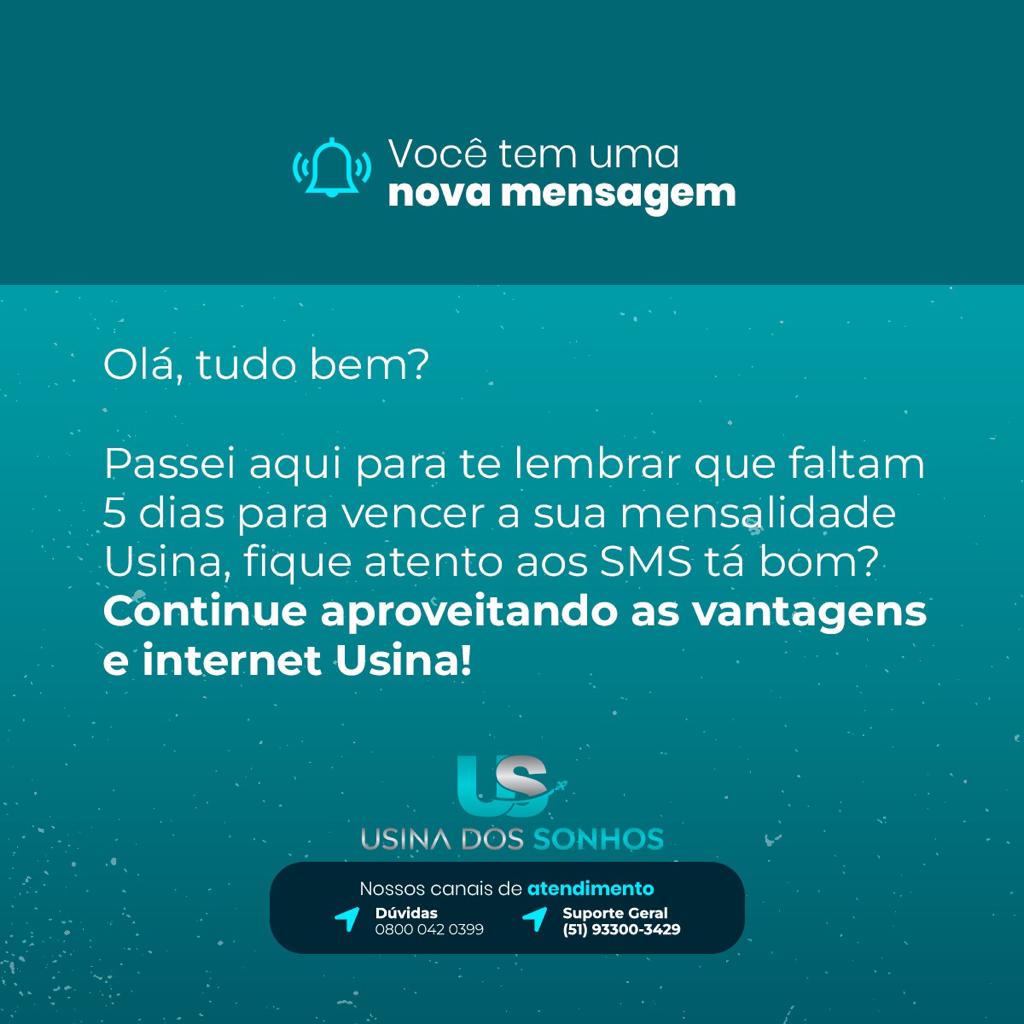 Você tem uma
nova mensagem
Olá, tudo bem?
Passei aqui para te lembrar que faltam
5 dias para vencer a sua mensalidade
Usina, fique atento aos SMS tá bom?
Continue aproveitando as vantagens
e internet Usina!
US
USINA DOS SONHOS
Nossos canais de atendimento
Dúvidas
0800 042 0399
Suporte Geral
(51) 93300-3429